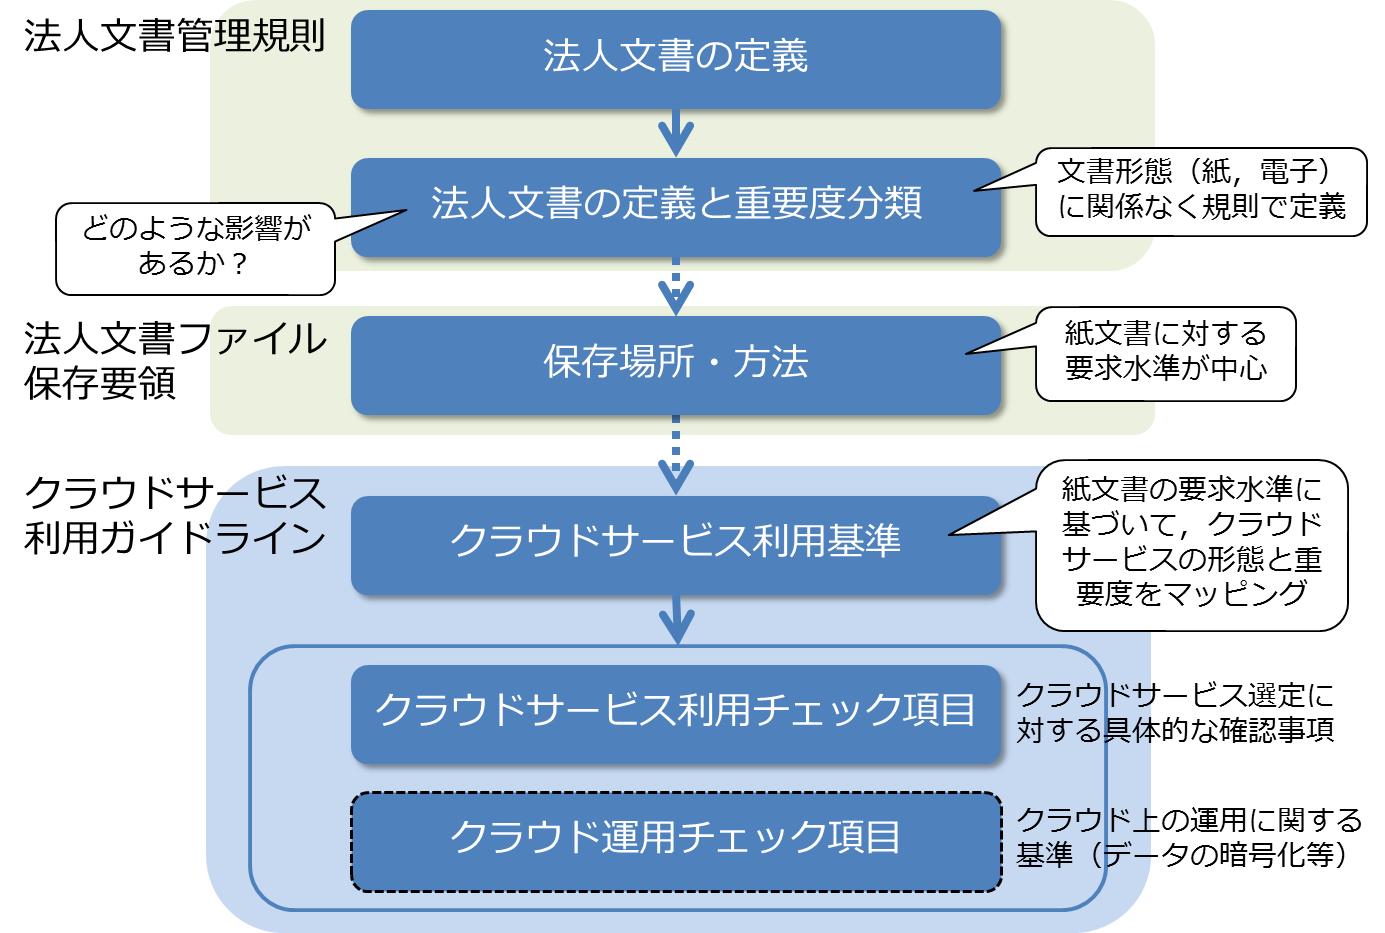 法人文書管理規則
法人文書の定義
法人文書の定義と重要度分類
文書形態（紙，電子）
に関係なく規則で定義
どのような影響が
あるか？
法人文書ファイル
保存要領
保存場所・方法
紙文書に対する
要求水準が中心
クラウドサービス
利用ガイドライン
クラウドサービス利用基準
紙文書の要求水準に
基づいて，クラウド
サービスの形態と重
要度をマッピング
クラウドサービス利用チェック項目
クラウドサービス選定に
対する具体的な確認事項
クラウド運用チェック項目
クラウド上の運用に関する
基準（データの暗号化等）